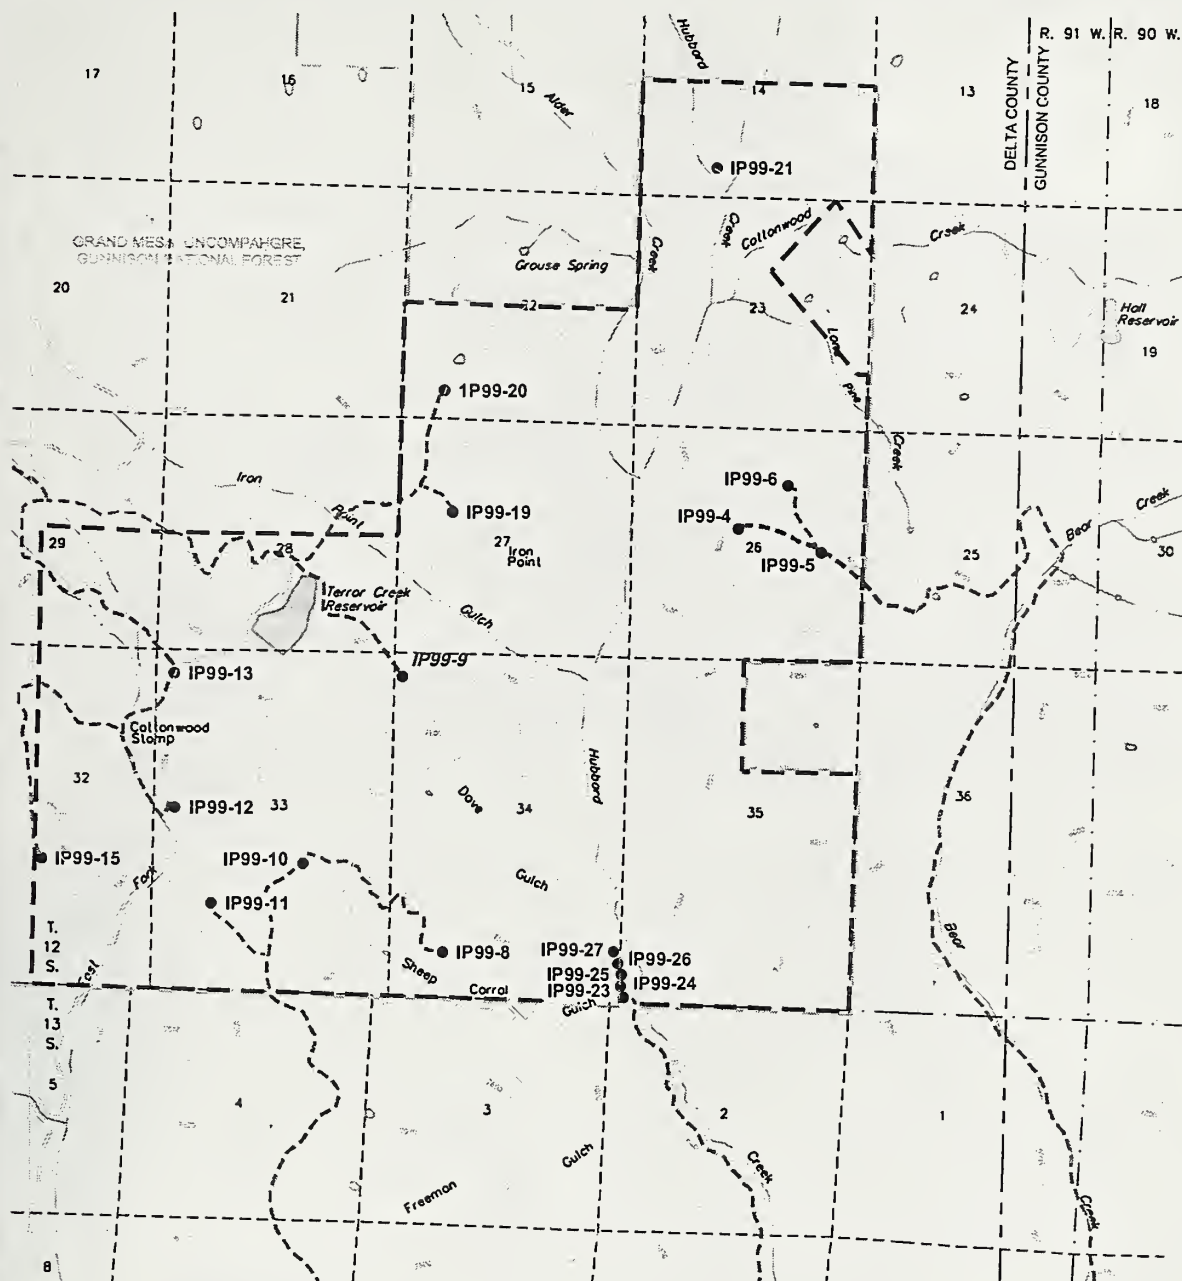 R. 91 W.
R. 90 W.
DELTA COUNTY
GUNNISON COUNTY
17
16
15
14
13
18
Hubbard
Alder
IP99-21
GRAND MESA UNCOMPAHGRE,
GUNNISON NATIONAL FOREST
Creek
Creek
Cottonwood
Creek
Grouse Spring
20
21
22
23
24
Hall
Reservoir
19
Lone
Pine
Creek
1P99-20
Iron
Point
IP99-19
IP99-6
IP99-4
26
IP99-5
27
Iron
Point
25
Bear
Creek
30
29
28
Terror Creek
Reservoir
Gulch
IP99-9
IP99-13
Cottonwood
Stomp
32
IP99-12
33
Dove
34
Hubbard
35
36
IP99-15
IP99-10
Fork
Gulch
IP99-11
Bear
T.
12
S.
IP99-8
IP99-27
IP99-26
IP99-25
IP99-24
IP99-23
Sheep
Corral
Gulch
East
T.
13
S.
5
4
3
2
1
Gulch
Creek
Freeman
Creek
8